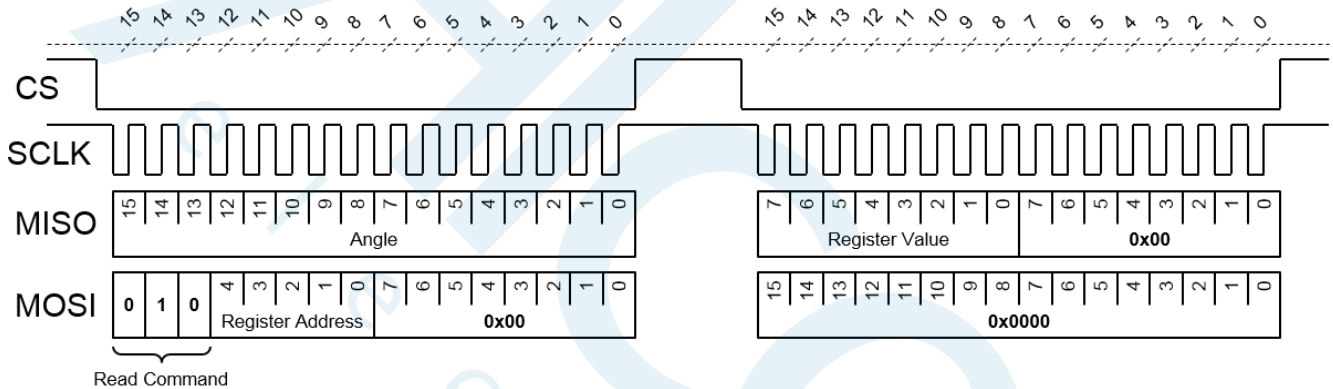 15 14 13 12 11 10 9 8 7 6 5 4 3 2 1 0 15 14 13 12 11 10 9 8 7 6 5 4 3 2 1 0
CS
SCLK
MISO 15 14 13 12 11 10 9 8 7 6 5 4 3 2 1 0 7 6 5 4 3 2 1 0 7 6 5 4 3 2 1 0
Angle Register Value 0x00
MOSI 0 1 0 4 3 2 1 0 7 6 5 4 3 2 1 0 15 14 13 12 11 10 9 8 7 6 5 4 3 2 1 0
Register Address 0x00 0x0000
Read Command